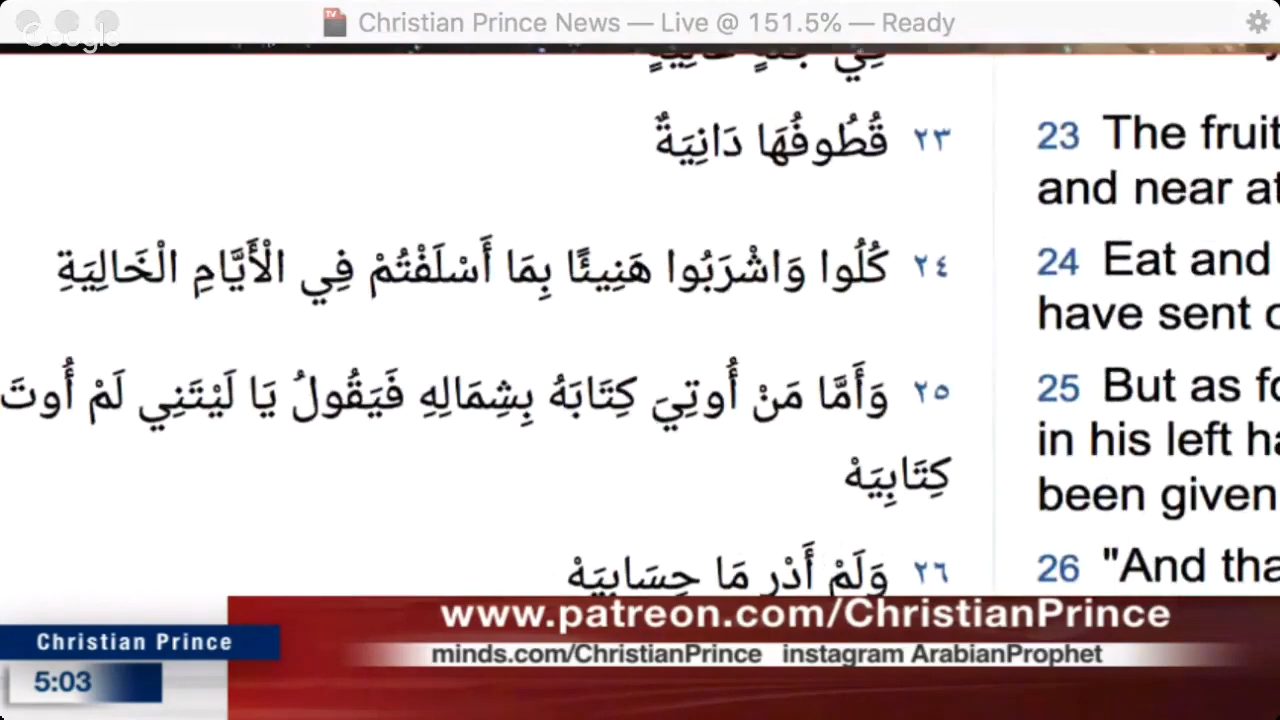 Christian Prince News — Live @ 151.5% — Ready
Google
٢٣ قُطُوفُهَا دَانِيَةٌ
23 The fruit
and near at
٢٤ كُلُوا وَاشْرَبُوا هَنِيئًا بِمَا أَسْلَفْتُمْ فِي الْأَيَّامِ الْخَالِيَةِ
24 Eat and
have sent
٢٥ وَأَمَّا مَنْ أُوتِيَ كِتَابَهُ بِشِمَالِهِ فَيَقُولُ يَا لَيْتَنِي لَمْ أُوتَ
كِتَابِيَهْ
25 But as
in his left
been given
٢٦ وَلَمْ أَدْرِ مَا حِسَابِيَهْ
26 "And
www.patreon.com/ChristianPrince
minds.com/ChristianPrince instagram ArabianProphet
Christian Prince
5:03